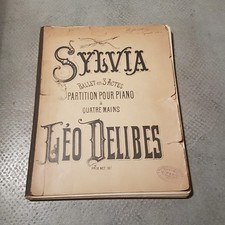 SYLVIA
BALLET EN 3 ACTES
PARTITION POUR PIANO
À
QUATRE MAINS
LÉO DELIBES